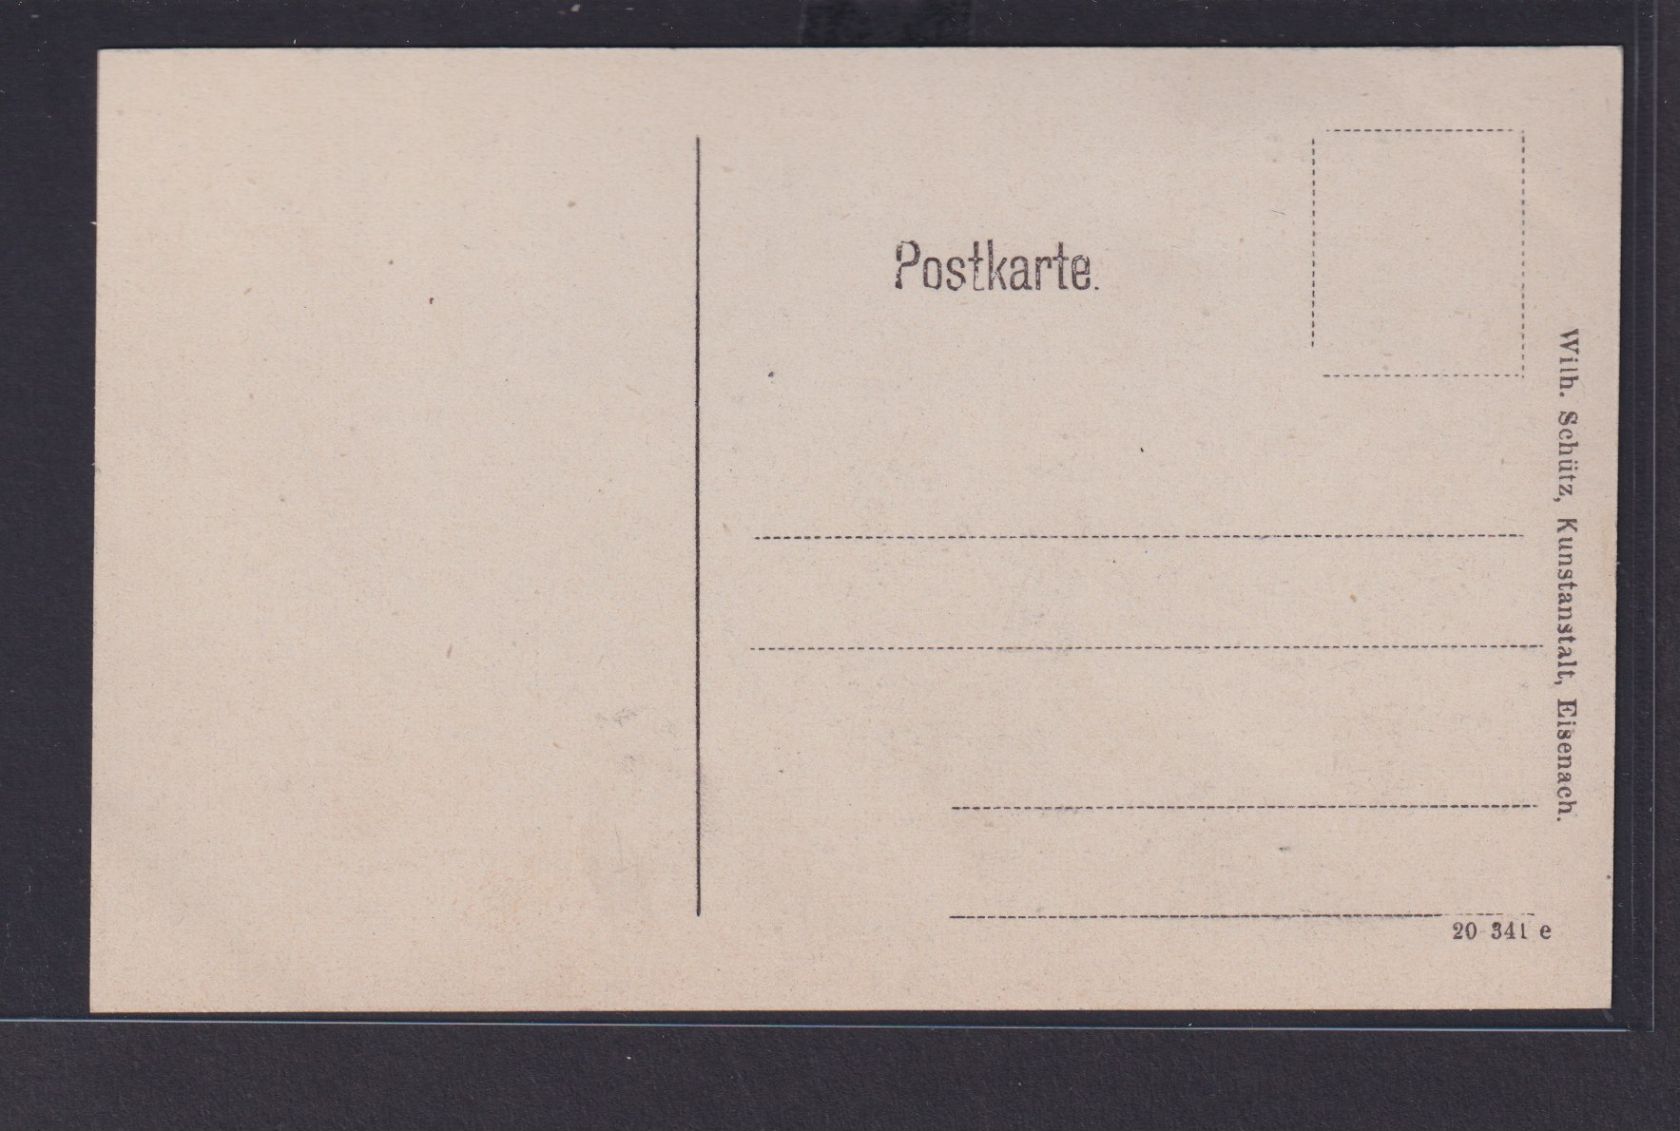 Postkarte.
Wilh. Schütz, Kunstanstalt, Eisenach.
20 341 e